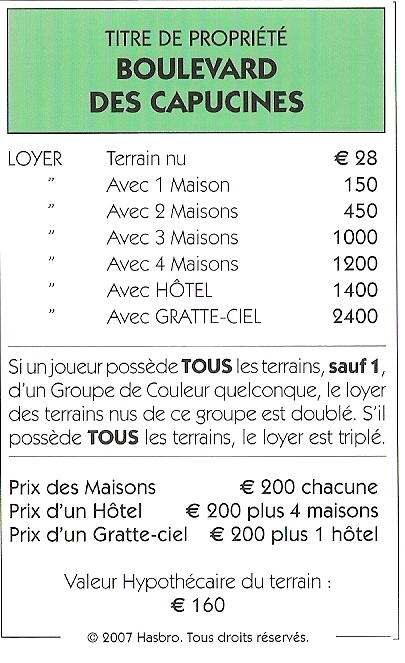 TITRE DE PROPRIÉTÉ
BOULEVARD
DES CAPUCINES
LOYER Terrain nu € 28
" Avec 1 Maison 150
" Avec 2 Maisons 450
" Avec 3 Maisons 1000
" Avec 4 Maisons 1200
" Avec HÔTEL 1400
" Avec GRATTE-CIEL 2400
Si un joueur possède TOUS les terrains, sauf 1,
d'un Groupe de Couleur quelconque, le loyer
des terrains nus de ce groupe est doublé. S'il
possède TOUS les terrains, le loyer est triplé.
Prix des Maisons € 200 chacune
Prix d'un Hôtel € 200 plus 4 maisons
Prix d'un Gratte-ciel € 200 plus 1 hôtel
Valeur Hypothécaire du terrain :
€ 160
© 2007 Hasbro. Tous droits réservés.